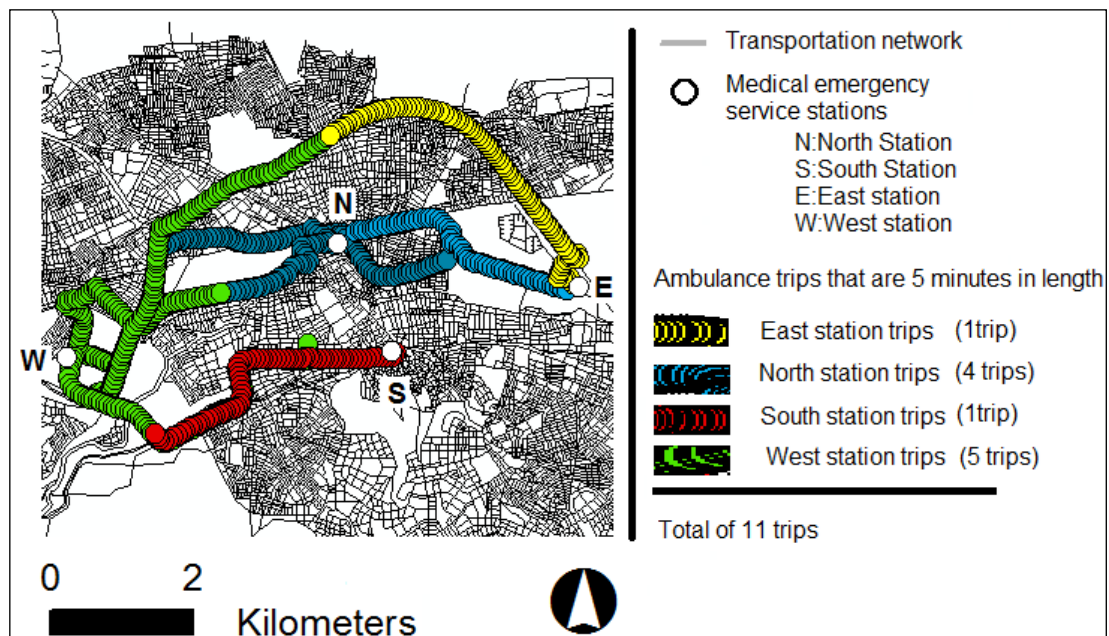 N
E
W
S
0 2
Kilometers
Transportation network
Medical emergency
service stations
N:North Station
S:South Station
E:East station
W:West station
Ambulance trips that are 5 minutes in length
East station trips (1trip)
North station trips (4 trips)
South station trips (1trip)
West station trips (5 trips)
Total of 11 trips